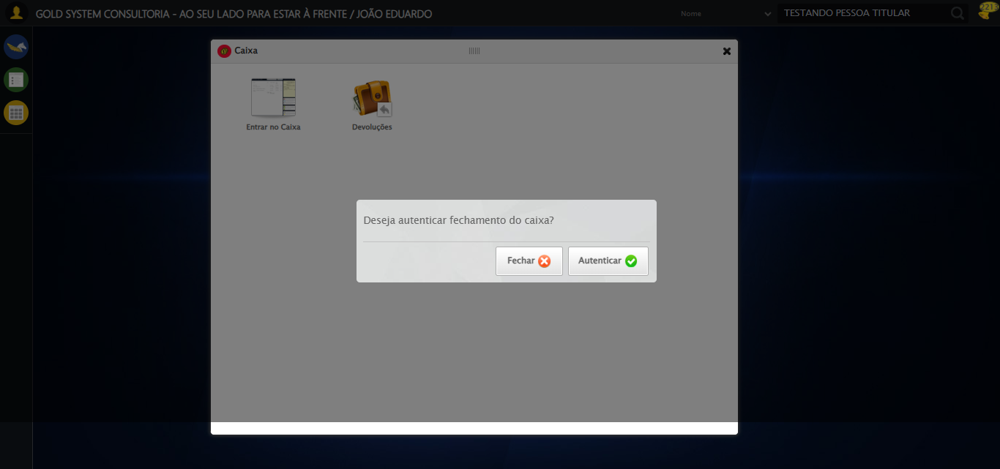 GOLD SYSTEM CONSULTORIA - AO SEU LADO PARA ESTAR À FRENTE / JOÃO EDUARDO
Nome
TESTANDO PESSOA TITULAR
2213
Caixa
Entrar no Caixa
Devoluções
Deseja autenticar fechamento do caixa?
Fechar
Autenticar